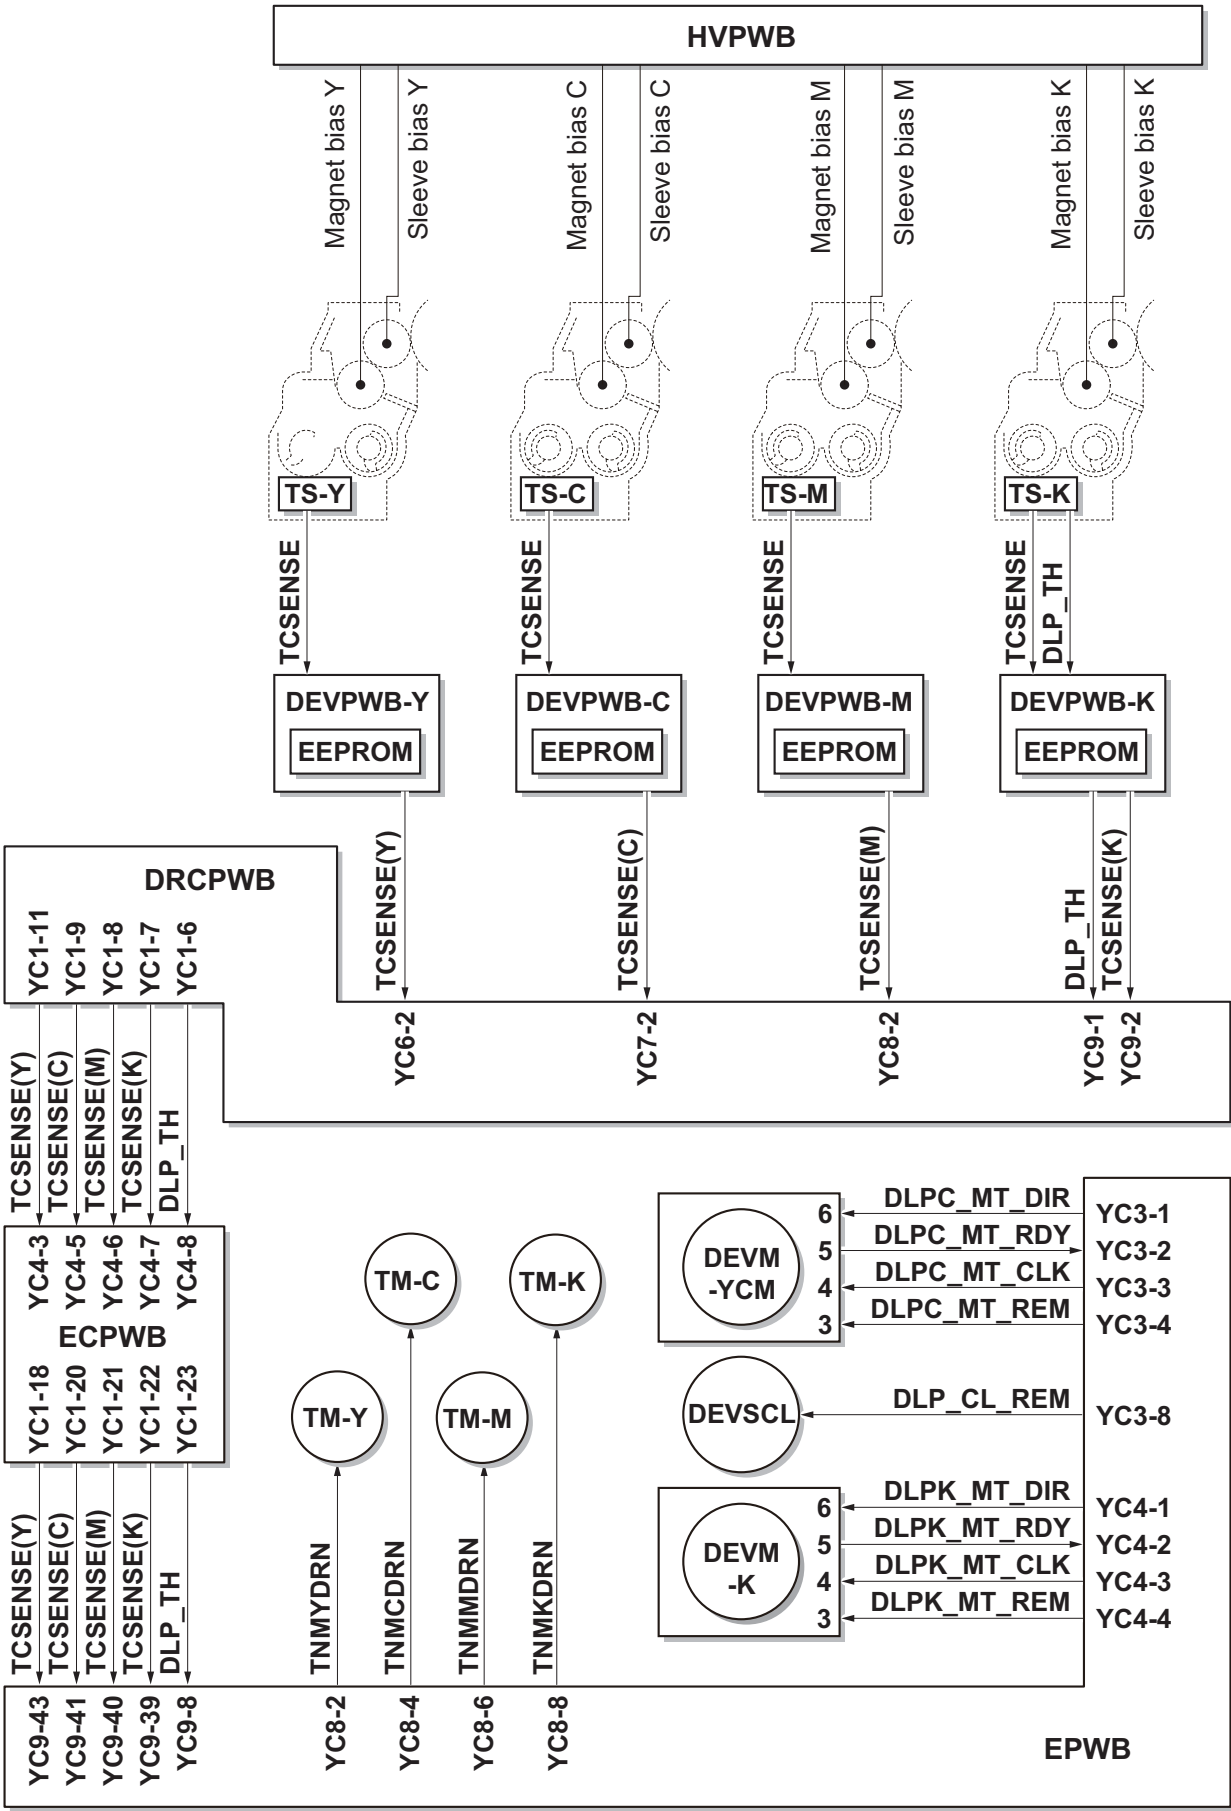 HVPWB
Magnet bias Y
Sleeve bias Y
Magnet bias C
Sleeve bias C
Magnet bias M
Sleeve bias M
Magnet bias K
Sleeve bias K
TS-Y
TS-C
TS-M
TS-K
TCSENSE
TCSENSE
TCSENSE
TCSENSE
DLP_TH
DEVPWB-Y
EEPROM
DEVPWB-C
EEPROM
DEVPWB-M
EEPROM
DEVPWB-K
EEPROM
TCSENSE(Y)
TCSENSE(C)
TCSENSE(M)
DLP_TH
TCSENSE(K)
DRCPWB
YC1-11
YC1-9
YC1-8
YC1-7
YC1-6
YC6-2
YC7-2
YC8-2
YC9-1
YC9-2
TCSENSE(Y)
TCSENSE(C)
TCSENSE(M)
TCSENSE(K)
DLP_TH
YC4-3
YC4-5
YC4-6
YC4-7
YC4-8
ECPWB
YC1-18
YC1-20
YC1-21
YC1-22
YC1-23
TCSENSE(Y)
TCSENSE(C)
TCSENSE(M)
TCSENSE(K)
DLP_TH
TM-C
TM-K
TM-Y
TM-M
TNMYDRN
TNMCDRN
TNMMDRN
TNMKDRN
DEVM
-YCM
6
5
4
3
DLPC_MT_DIR
DLPC_MT_RDY
DLPC_MT_CLK
DLPC_MT_REM
YC3-1
YC3-2
YC3-3
YC3-4
DEVSCL
DLP_CL_REM
YC3-8
DEVM
-K
6
5
4
3
DLPK_MT_DIR
DLPK_MT_RDY
DLPK_MT_CLK
DLPK_MT_REM
YC4-1
YC4-2
YC4-3
YC4-4
YC9-43
YC9-41
YC9-40
YC9-39
YC9-8
YC8-2
YC8-4
YC8-6
YC8-8
EPWB